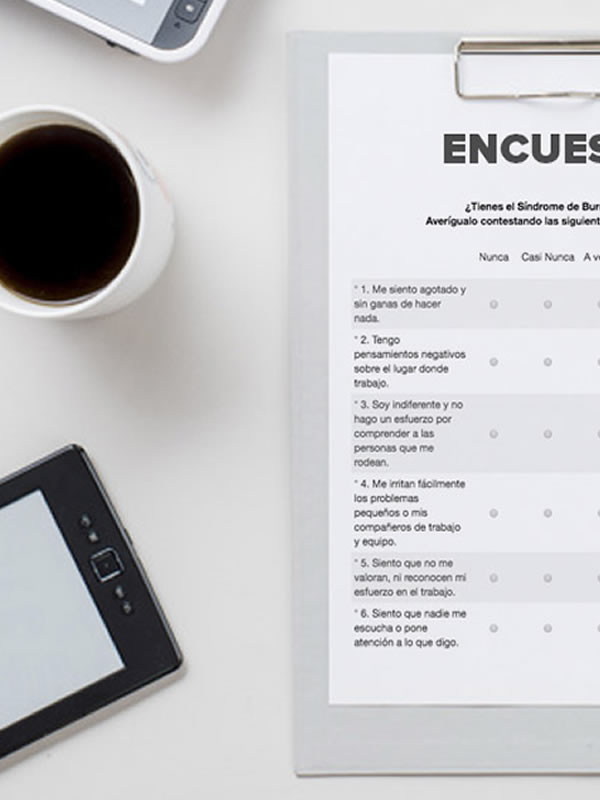 ENCUES
¿Tienes el Síndrome de Bur
Averígualo contestando las siguient
Nunca Casi Nunca A v
* 1. Me siento agotado y
sin ganas de hacer
nada.
* 2. Tengo
pensamientos negativos
sobre el lugar donde
trabajo.
* 3. Soy indiferente y no
hago un esfuerzo por
comprender a las
personas que me
rodean.
* 4. Me irritan fácilmente
los problemas
pequeños o mis
compañeros de trabajo
y equipo.
* 5. Siento que no me
valoran, ni reconocen mi
esfuerzo en el trabajo.
* 6. Siento que nadie me
escucha o pone
atención a lo que digo.